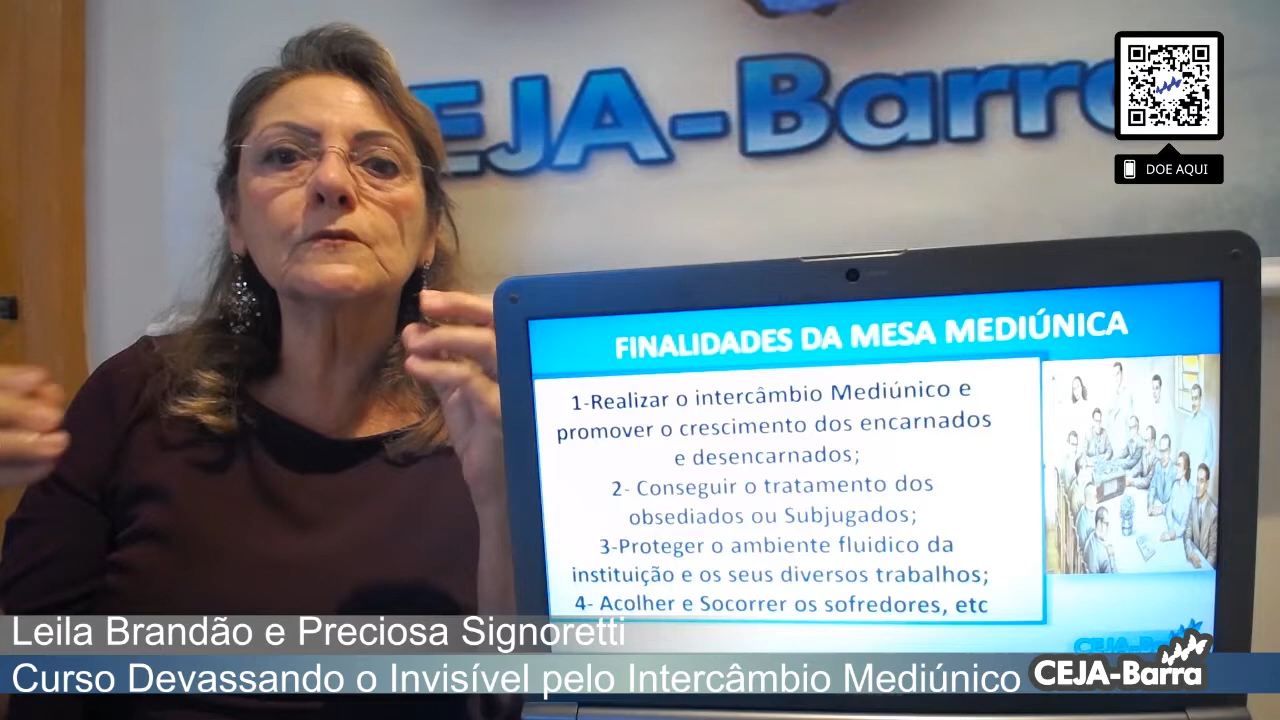 CEJA-Barra
DOE AQUI
FINALIDADES DA MESA MEDIÚNICA
1-Realizar o intercâmbio Mediúnico e
promover o crescimento dos encarnados
e desencarnados;
2- Conseguir o tratamento dos
obsediados ou Subjugados;
3-Proteger o ambiente fluidico da
instituição e os seus diversos trabalhos;
4- Acolher e Socorrer os sofredores, etc
CEJA-Barra
Leila Brandão e Preciosa Signoretti
Curso Devassando o Invisível pelo Intercâmbio Mediúnico
CEJA-Barra